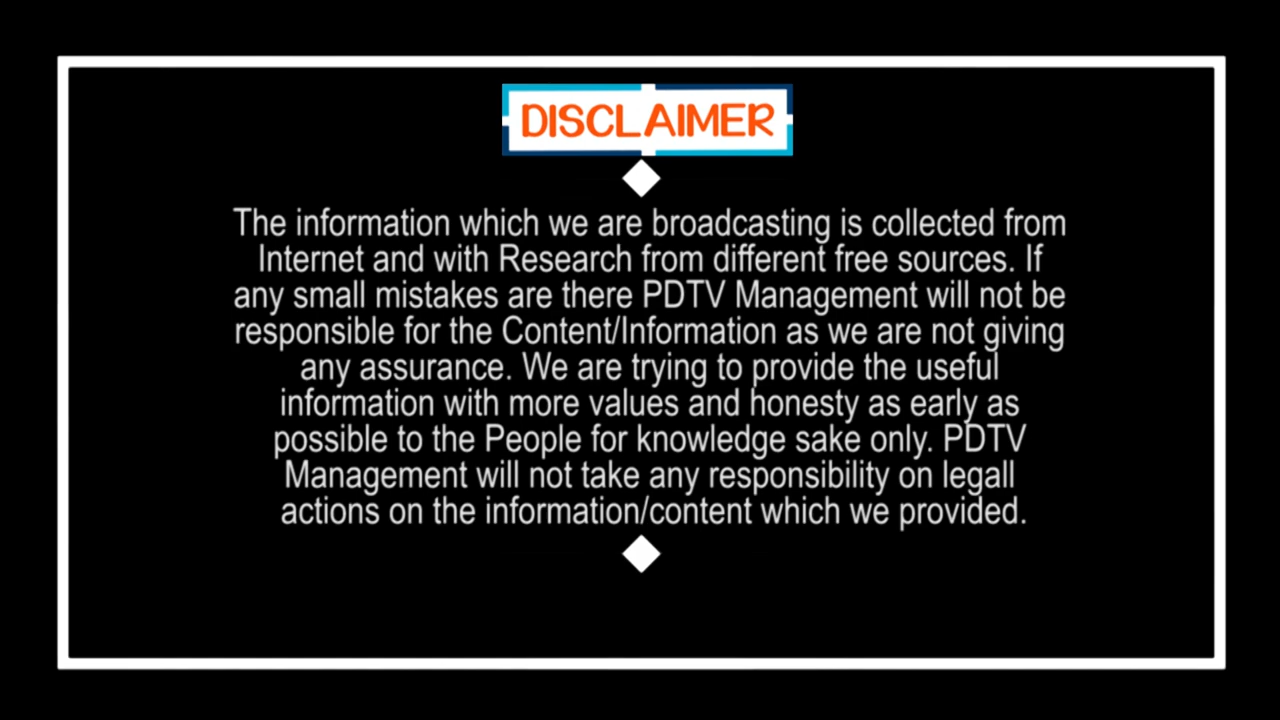 DISCLAIMER
The information which we are broadcasting is collected from
Internet and with Research from different free sources. If
any small mistakes are there PDTV Management will not be
responsible for the Content/Information as we are not giving
any assurance. We are trying to provide the useful
information with more values and honesty as early as
possible to the People for knowledge sake only. PDTV
Management will not take any responsibility on legall
actions on the information/content which we provided.